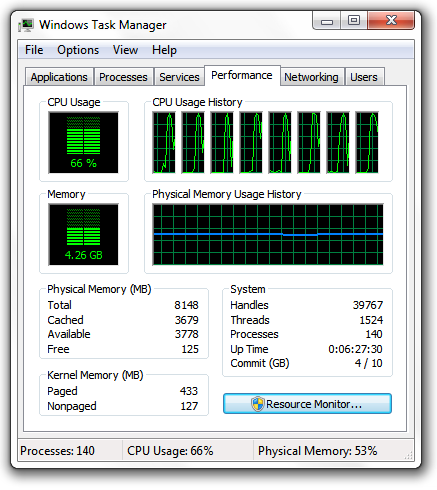 Windows Task Manager
File Options View Help
Applications Processes Services Performance Networking Users
CPU Usage
CPU Usage History
66 %
Memory
Physical Memory Usage History
4.26 GB
Physical Memory (MB)
Total 8148
Cached 3679
Available 3778
Free 125
System
Handles 39767
Threads 1524
Processes 140
Up Time 0:06:27:30
Commit (GB) 4 / 10
Kernel Memory (MB)
Paged 433
Nonpaged 127
Resource Monitor...
Processes: 140 CPU Usage: 66% Physical Memory: 53%